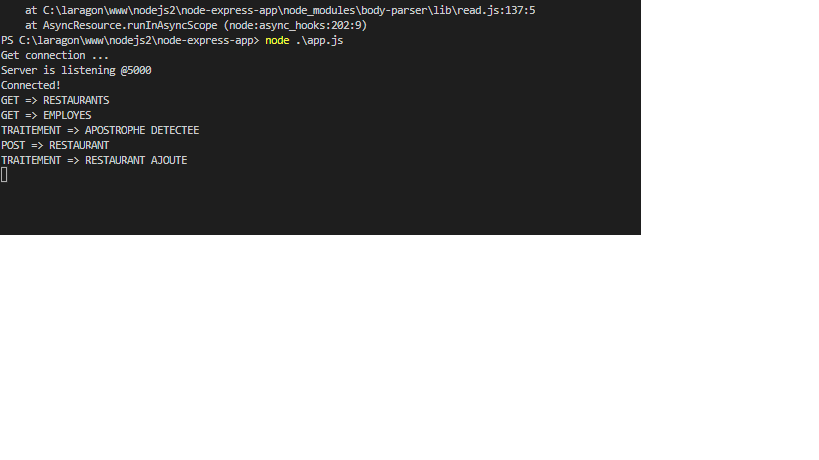 at C:\laragon\www\nodejs2\node-express-app\node_modules\body-parser\lib\read.js:137:5
at AsyncResource.runInAsyncScope (node:async_hooks:202:9)
PS C:\laragon\www\nodejs2\node-express-app> node .\app.js
Get connection ...
Server is listening @5000
Connected!
GET => RESTAURANTS
GET => EMPLOYES
TRAITEMENT => APOSTROPHE DETECTEE
POST => RESTAURANT
TRAITEMENT => RESTAURANT AJOUTE